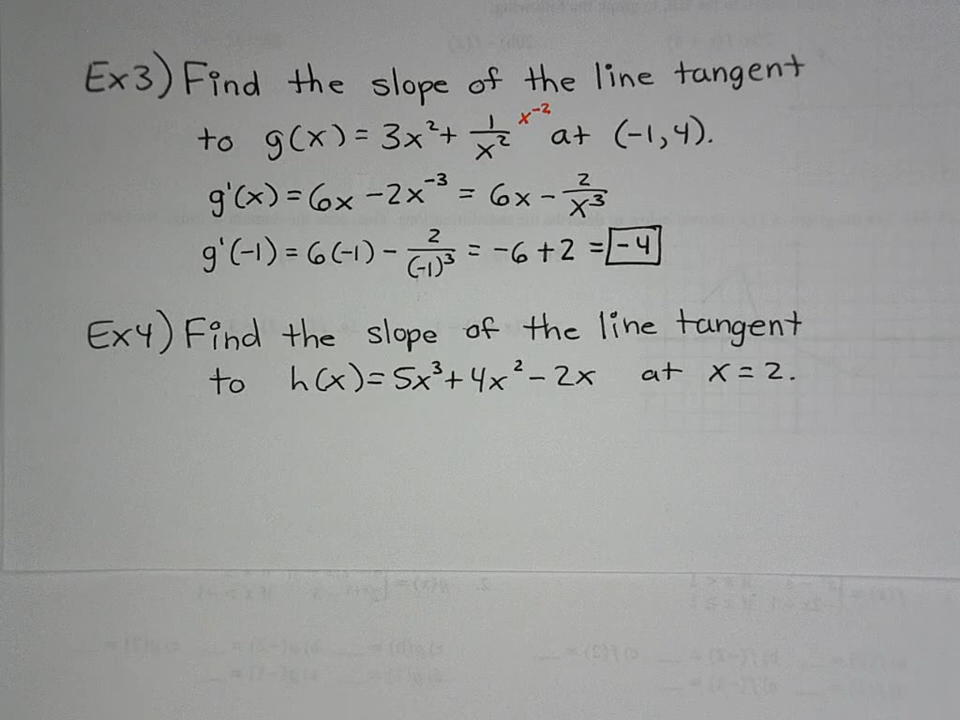 Ex3) Find the slope of the line tangent
to g(x) = 3x² + 1/x² x⁻² at (-1,4).
g'(x) = 6x - 2x⁻³ = 6x - 2/x³
g'(-1) = 6(-1) - 2/(-1)³ = -6 + 2 = -4
Ex4) Find the slope of the line tangent
to h(x) = 5x³ + 4x² - 2x at x = 2.